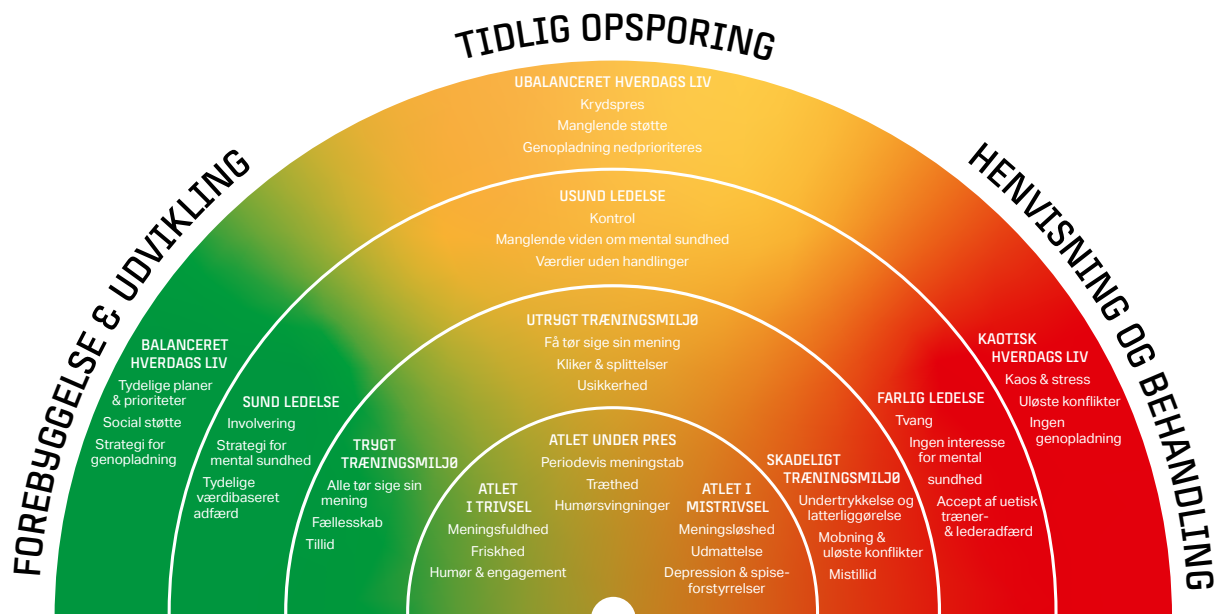 TIDLIG OPSPORING
FOREBYGGELSE & UDVIKLING
HENVISNING OG BEHANDLING
UBALANCERET HVERDAGS LIV
Krydspres
Manglende støtte
Genopladning nedprioriteres
USUND LEDELSE
Kontrol
Manglende viden om mental sundhed
Værdier uden handlinger
UTRYGT TRÆNINGSMILJØ
Få tør sige sin mening
Kliker & splittelser
Usikkerhed
ATLET UNDER PRES
Periodevis meningstab
Træthed
Humørsvingninger
BALANCERET
HVERDAGS LIV
Tydelige planer
& prioriteter
Social støtte
Strategi for
genopladning
SUND LEDELSE
Involvering
Strategi for
mental sundhed
Tydelige
værdibaseret
adfærd
TRYGT
TRÆNINGSMILJØ
Alle tør sige sin
mening
Fællesskab
Tillid
ATLET
I TRIVSEL
Meningsfuldhed
Friskhed
Humør & engagement
ATLET I
MISTRIVSEL
Meningsløshed
Udmattelse
Depression & spise-
forstyrrelser
SKADELIGT
TRÆNINGSMILJØ
Undertrykkelse og
latterliggørelse
Mobning &
uløste konflikter
Mistillid
FARLIG LEDELSE
Tvang
Ingen interesse
for mental
sundhed
Accept af uetisk
træner-
& lederadfærd
KAOTISK
HVERDAGS LIV
Kaos & stress
Uløste konflikter
Ingen
genopladning